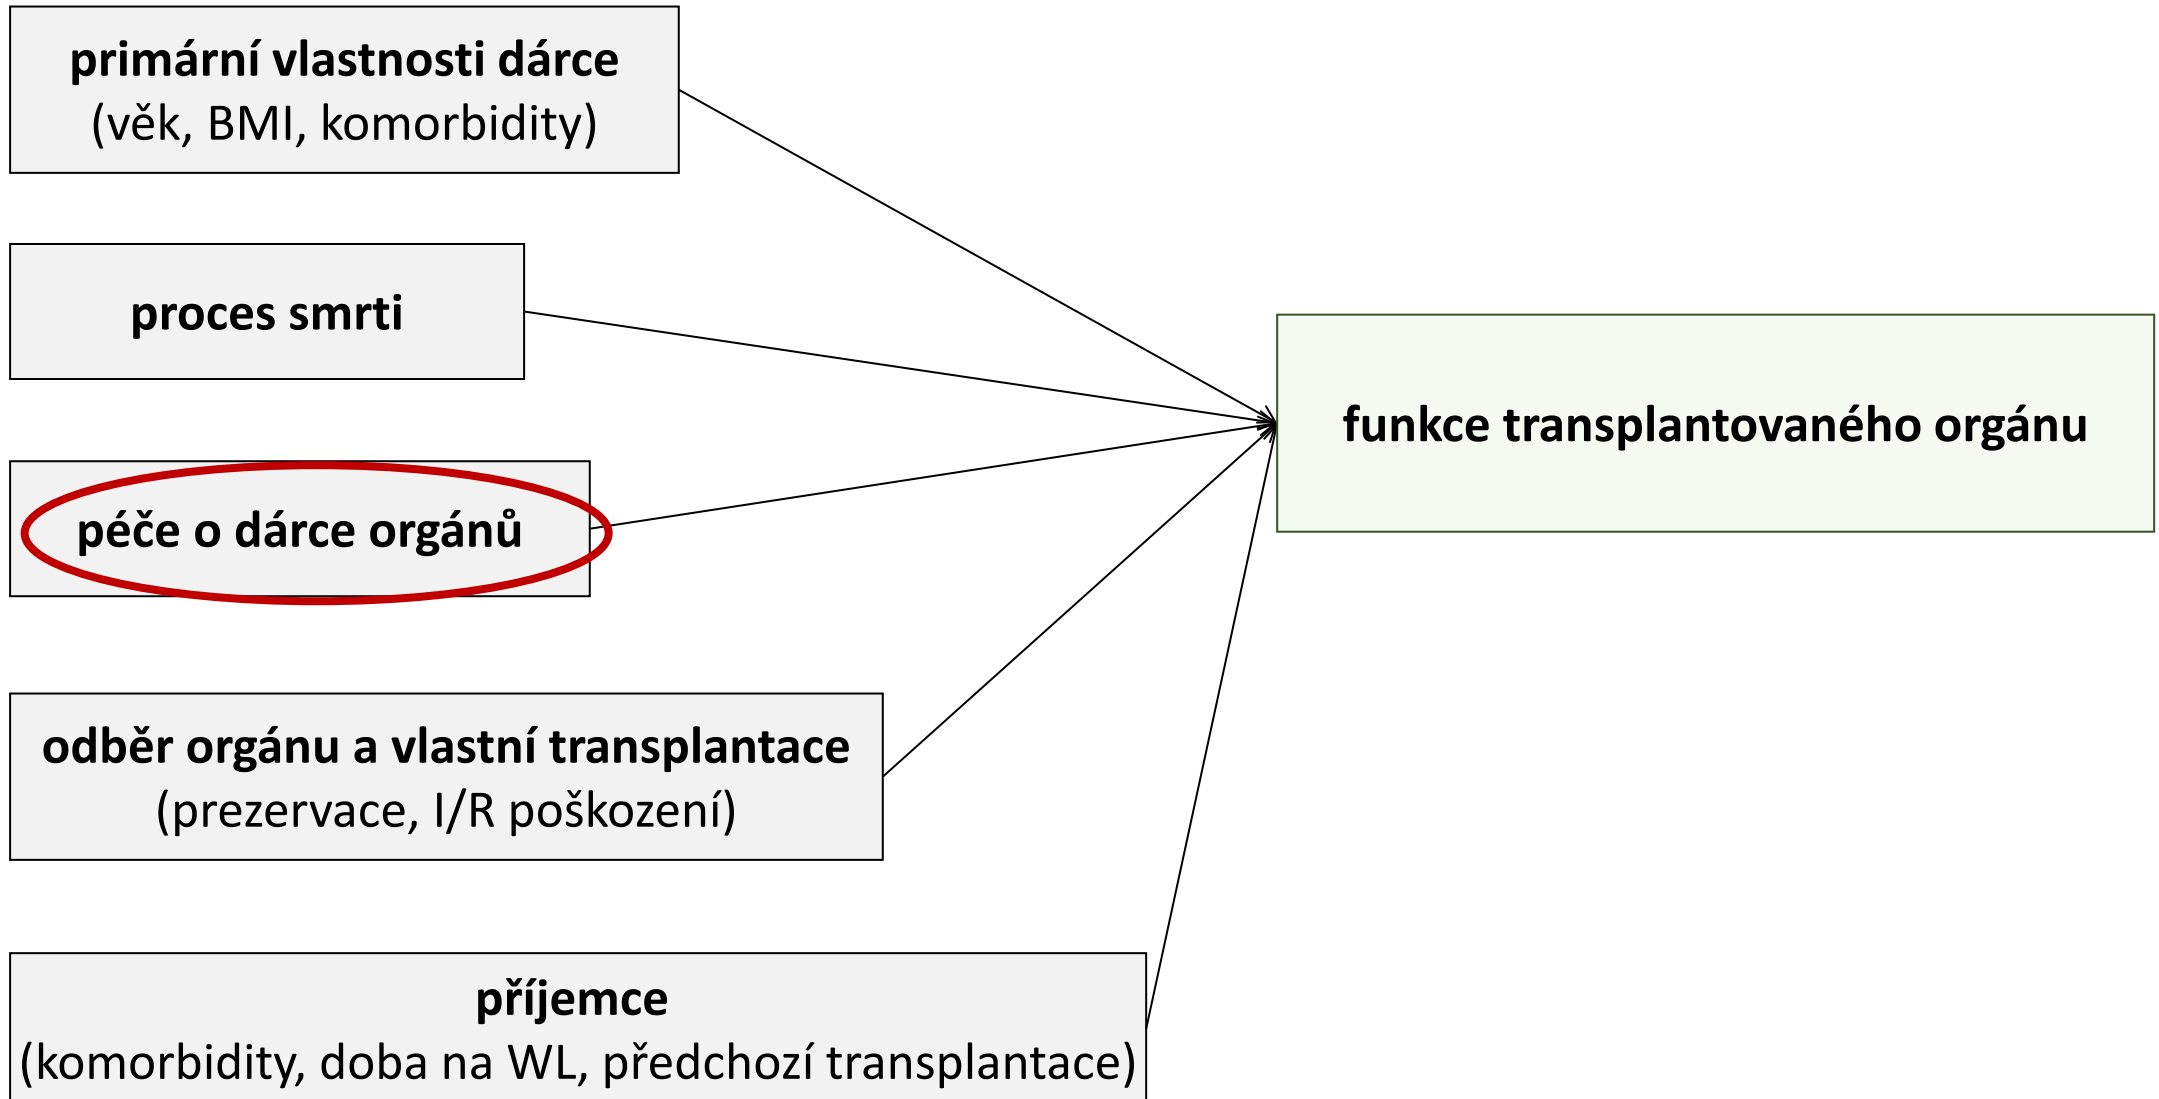 primární vlastnosti dárce
(věk, BMI, komorbidity)
proces smrti
péče o dárce orgánů
odběr orgánu a vlastní transplantace
(prezervace, I/R poškození)
příjemce
(komorbidity, doba na WL, předchozí transplantace)
funkce transplantovaného orgánu